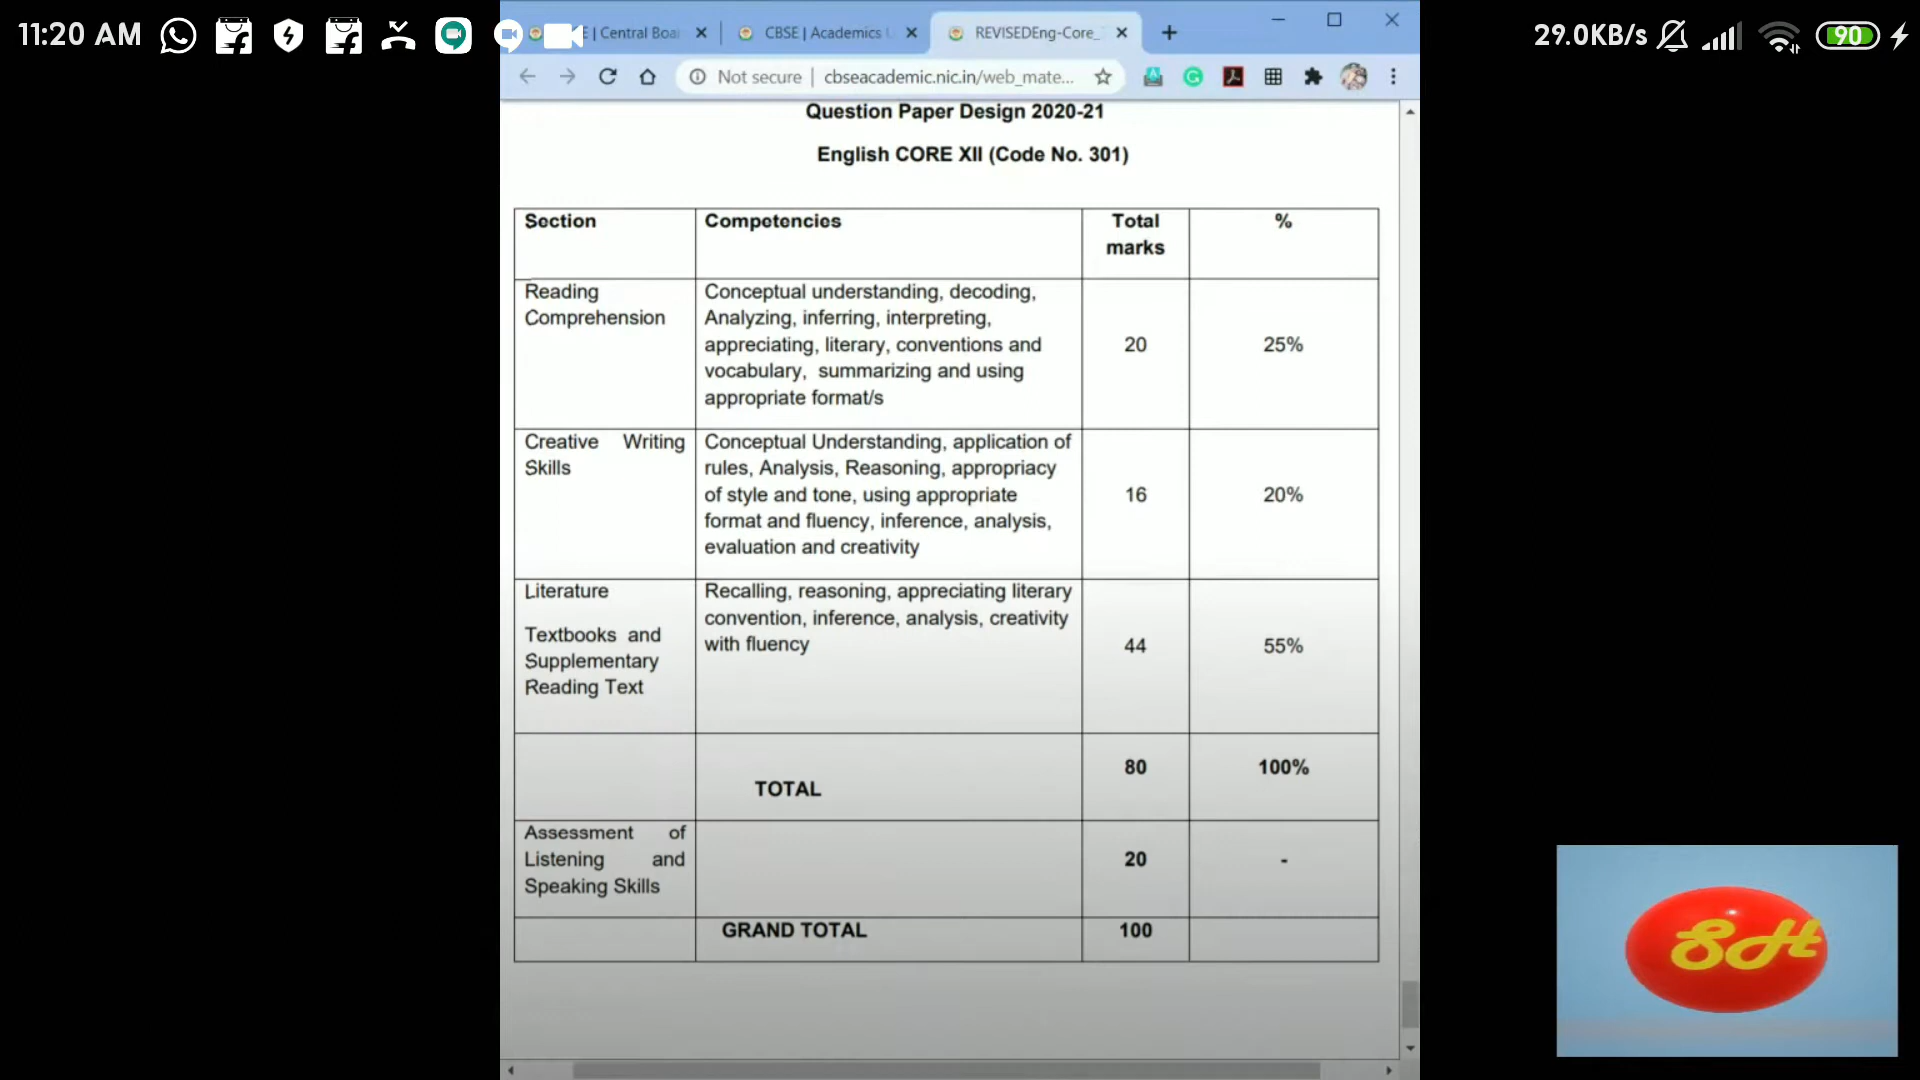 11:20 AM
29.0KB/s
90
E | Central Boa
CBSE | Academics
REVISEDEng-Core_
Not secure | cbseacademic.nic.in/web_mate...
Question Paper Design 2020-21
English CORE XII (Code No. 301)
Section
Competencies
Total
marks
%
Reading
Comprehension
Conceptual understanding, decoding,
Analyzing, inferring, interpreting,
appreciating, literary, conventions and
vocabulary, summarizing and using
appropriate format/s
20
25%
Creative Writing
Skills
Conceptual Understanding, application of
rules, Analysis, Reasoning, appropriacy
of style and tone, using appropriate
format and fluency, inference, analysis,
evaluation and creativity
16
20%
Literature
Textbooks and
Supplementary
Reading Text
Recalling, reasoning, appreciating literary
convention, inference, analysis, creativity
with fluency
44
55%
TOTAL
80
100%
Assessment of
Listening and
Speaking Skills
20
-
GRAND TOTAL
100
SH